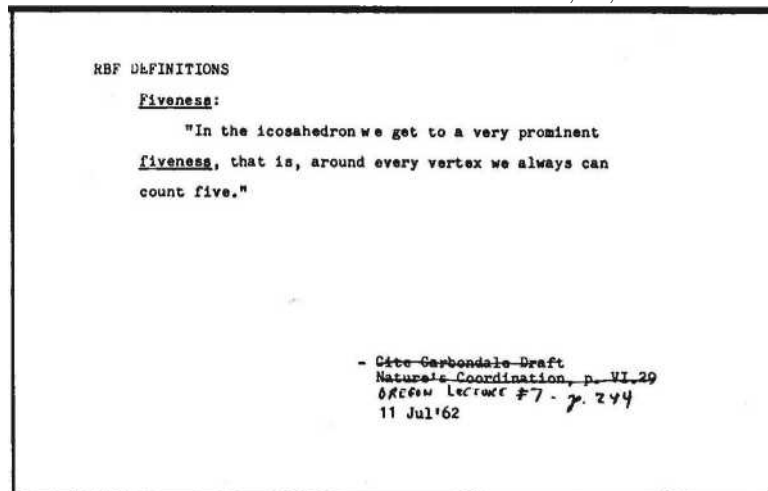 RBF DEFINITIONS
Fiveness:
"In the icosahedron we get to a very prominent
fiveness, that is, around every vertex we always can
count five."
- Cite Carbondale Draft
Nature's Coordination, p. VI.29
OREGON LECTURE #7 - p. 244
11 Jul'62